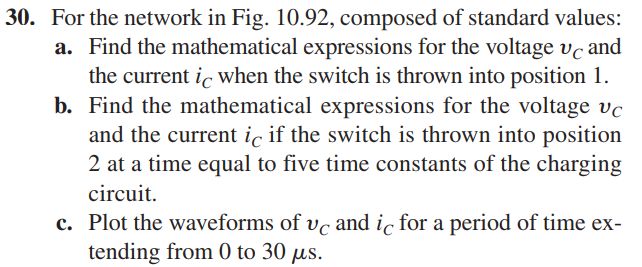 30. For the network in Fig. 10.92, composed of standard values:
a. Find the mathematical expressions for the voltage v_C and
the current i_C when the switch is thrown into position 1.
b. Find the mathematical expressions for the voltage v_C
and the current i_C if the switch is thrown into position
2 at a time equal to five time constants of the charging
circuit.
c. Plot the waveforms of v_C and i_C for a period of time ex-
tending from 0 to 30 μs.